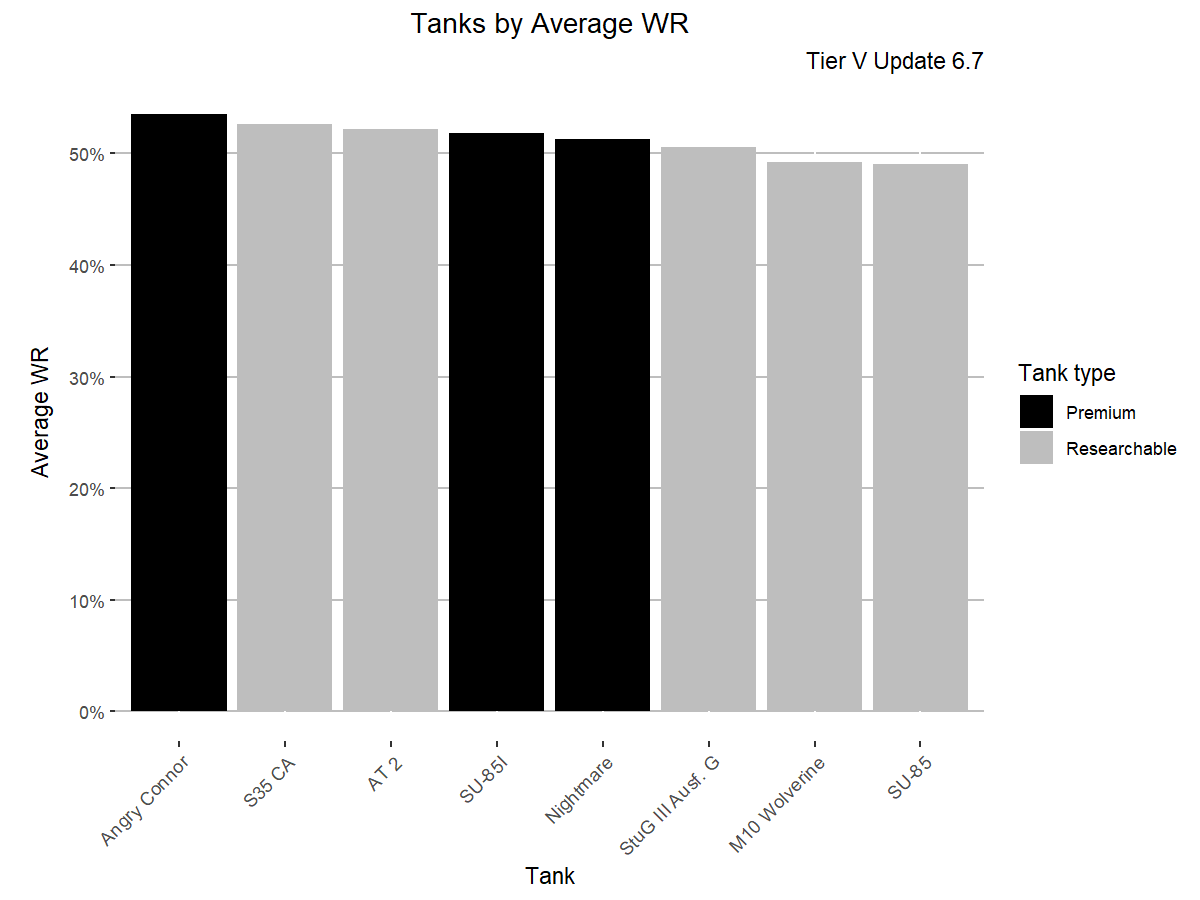 Tanks by Average WR
Tier V Update 6.7
Average WR
50%
40%
30%
20%
10%
0%
Angry Connor
S35 CA
AT 2
SU-85I
Nightmare
StuG III Ausf. G
M10 Wolverine
SU-85
Tank
Tank type
Premium
Researchable